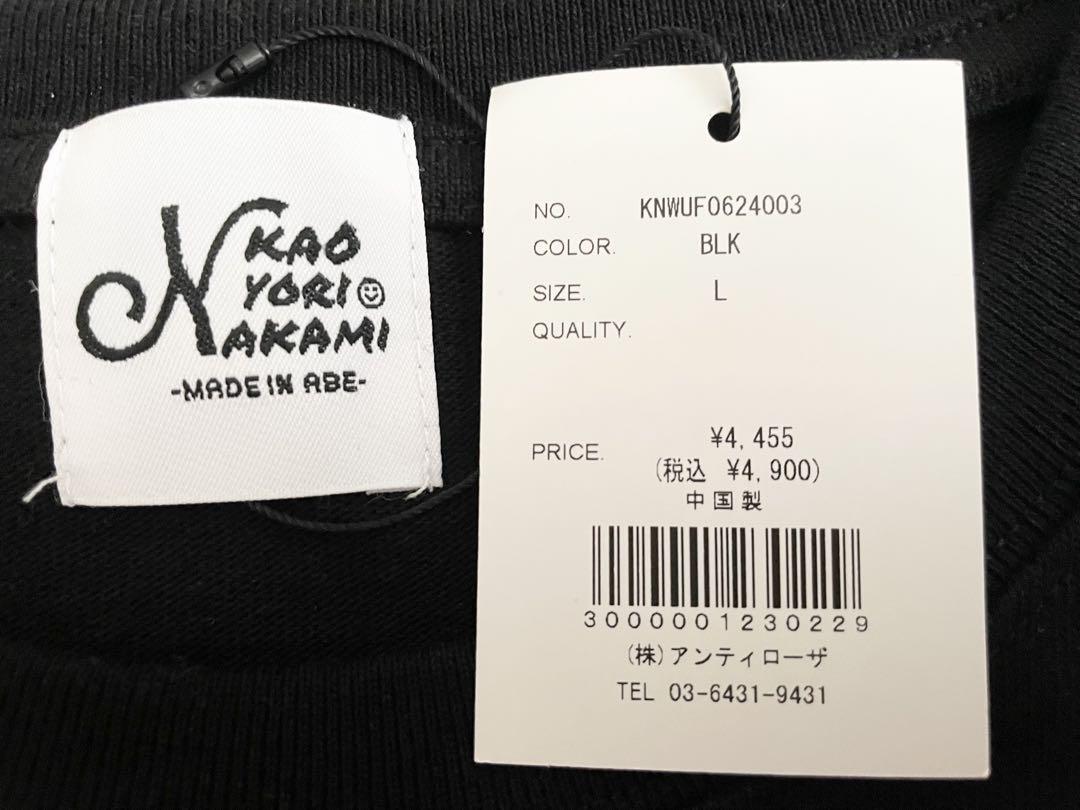 KAO
YORI
NAKAMI
-MADE IN ABE-
NO. KNWUF0624003
COLOR. BLK
SIZE. L
QUALITY.
PRICE. ¥4,455
(税込 ¥4,900)
中国製
3000001230229
(株)アンティローザ
TEL 03-6431-9431